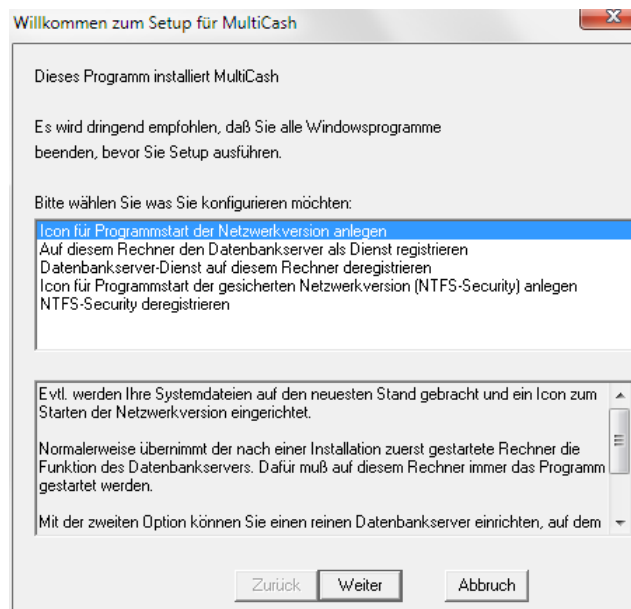 Willkommen zum Setup für MultiCash
Dieses Programm installiert MultiCash
Es wird dringend empfohlen, daß Sie alle Windowsprogramme
beenden, bevor Sie Setup ausführen.
Bitte wählen Sie was Sie konfigurieren möchten:
Icon für Programmstart der Netzwerkversion anlegen
Auf diesem Rechner den Datenbankserver als Dienst registrieren
Datenbankserver-Dienst auf diesem Rechner deregistrieren
Icon für Programmstart der gesicherten Netzwerkversion (NTFS-Security) anlegen
NTFS-Security deregistrieren
Evtl. werden Ihre Systemdateien auf den neuesten Stand gebracht und ein Icon zum
Starten der Netzwerkversion eingerichtet.
Normalerweise übernimmt der nach einer Installation zuerst gestartete Rechner die
Funktion des Datenbankservers. Dafür muß auf diesem Rechner immer das Programm
gestartet werden.
Mit der zweiten Option können Sie einen reinen Datenbankserver einrichten, auf dem
Zurück Weiter Abbruch